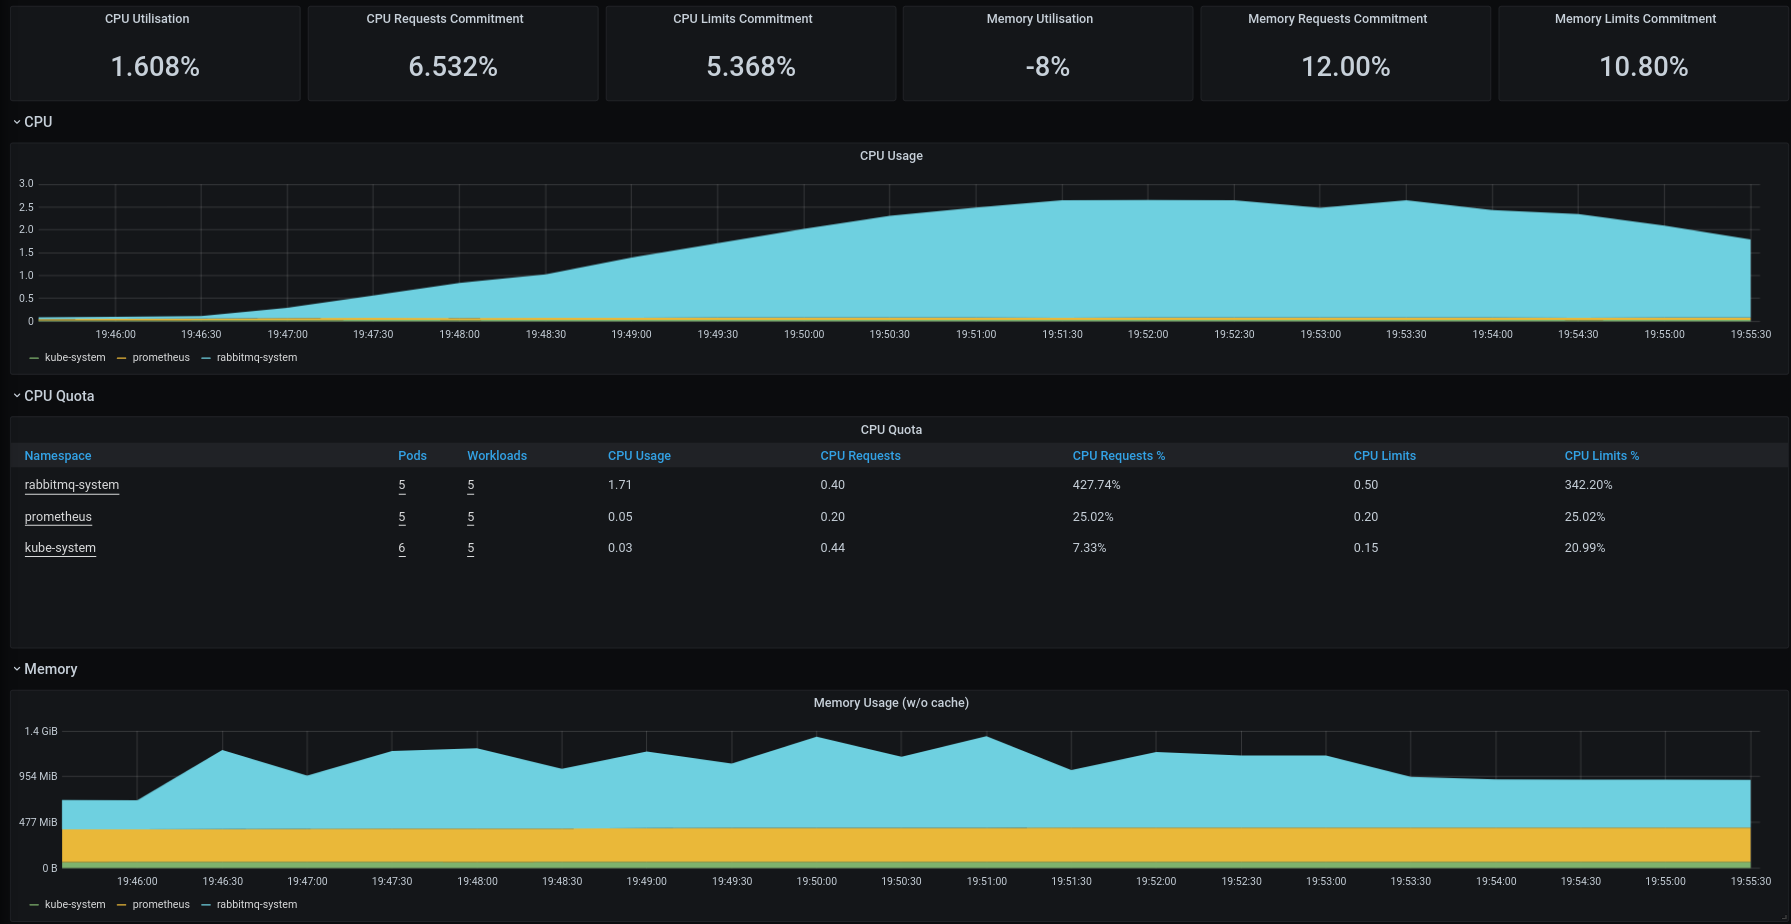 CPU Utilisation CPU Requests Commitment CPU Limits Commitment Memory Utilisation Memory Requests Commitment Memory Limits Commitment
1.608% 6.532% 5.368% -8% 12.00% 10.80%
CPU
CPU Usage
3.0
2.5
2.0
1.5
1.0
0.5
0
19:46:00 19:46:30 19:47:00 19:47:30 19:48:00 19:48:30 19:49:00 19:49:30 19:50:00 19:50:30 19:51:00 19:51:30 19:52:00 19:52:30 19:53:00 19:53:30 19:54:00 19:54:30 19:55:00 19:55:30
kube-system prometheus rabbitmq-system
CPU Quota
CPU Quota
Namespace Pods Workloads CPU Usage CPU Requests CPU Requests % CPU Limits CPU Limits %
rabbitmq-system 5 5 1.71 0.40 427.74% 0.50 342.20%
prometheus 5 5 0.05 0.20 25.02% 0.20 25.02%
kube-system 6 5 0.03 0.44 7.33% 0.15 20.99%
Memory
Memory Usage (w/o cache)
1.4 GiB
954 MiB
477 MiB
0 B
19:46:00 19:46:30 19:47:00 19:47:30 19:48:00 19:48:30 19:49:00 19:49:30 19:50:00 19:50:30 19:51:00 19:51:30 19:52:00 19:52:30 19:53:00 19:53:30 19:54:00 19:54:30 19:55:00 19:55:30
kube-system prometheus rabbitmq-system